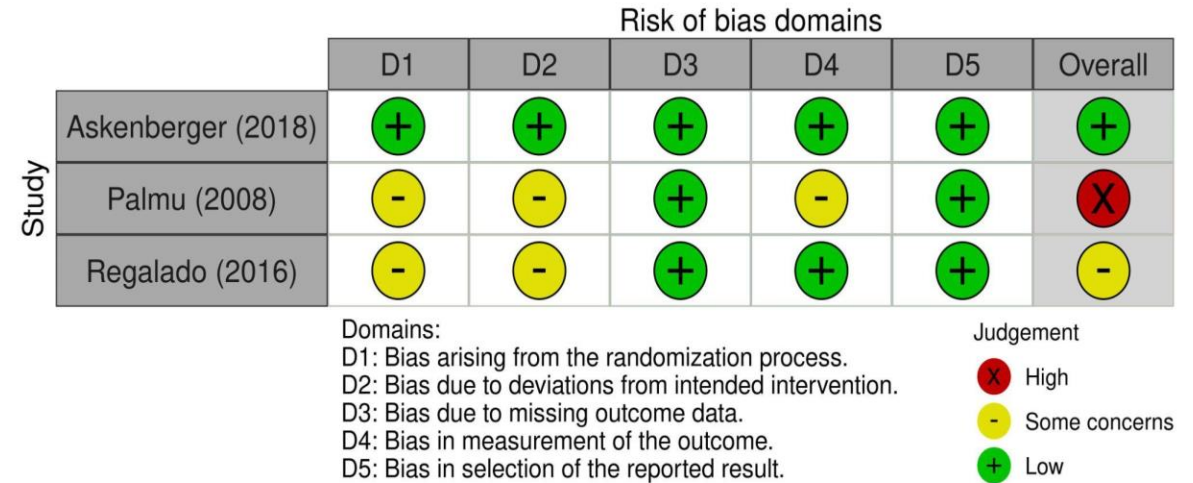 Risk of bias domains
D1 D2 D3 D4 D5 Overall
Study
Askenberger (2018) + + + + + +
Palmu (2008) - - + - + X
Regalado (2016) - - + + + -
Domains:
D1: Bias arising from the randomization process.
D2: Bias due to deviations from intended intervention.
D3: Bias due to missing outcome data.
D4: Bias in measurement of the outcome.
D5: Bias in selection of the reported result.
Judgement
X High
- Some concerns
+ Low